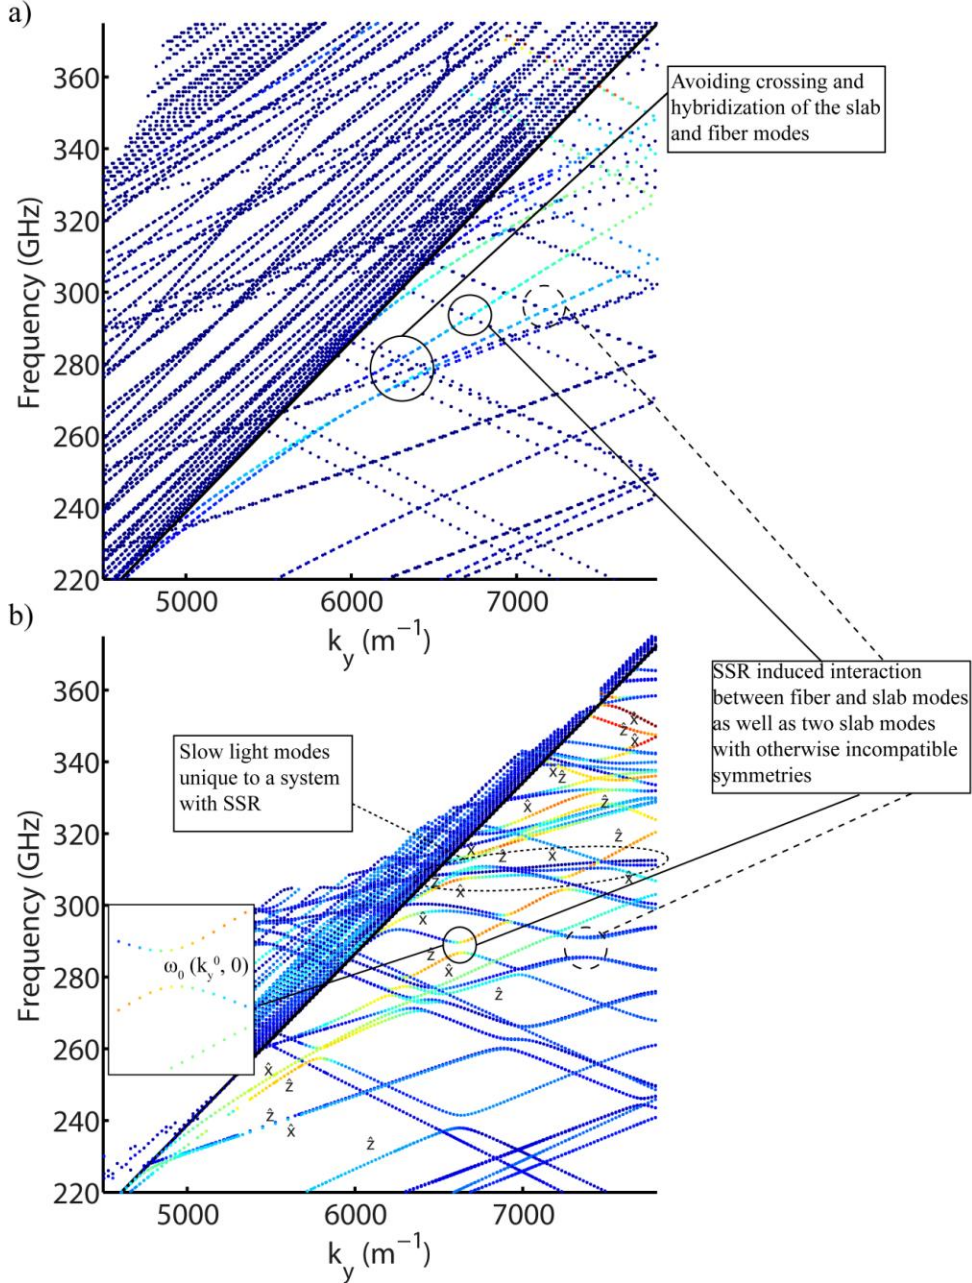 a)
360
340
320
300
280
260
240
220
Frequency (GHz)
5000
6000
7000
k_y (m⁻¹)
Avoiding crossing and
hybridization of the slab
and fiber modes
b)
360
340
320
300
280
260
240
220
Frequency (GHz)
5000
6000
7000
k_y (m⁻¹)
Slow light modes
unique to a system
with SSR
SSR induced interaction
between fiber and slab modes
as well as two slab modes
with otherwise incompatible
symmetries
ω₀ (k_y⁰, 0)
x̂
ẑ
x̂
x̂
ẑ
x̂
ẑ
ẑ
x̂
ẑ
x̂
ẑ
x̂
x̂
x̂
ẑ
x̂
ẑ
x̂
ẑ
ẑ
x̂
ẑ